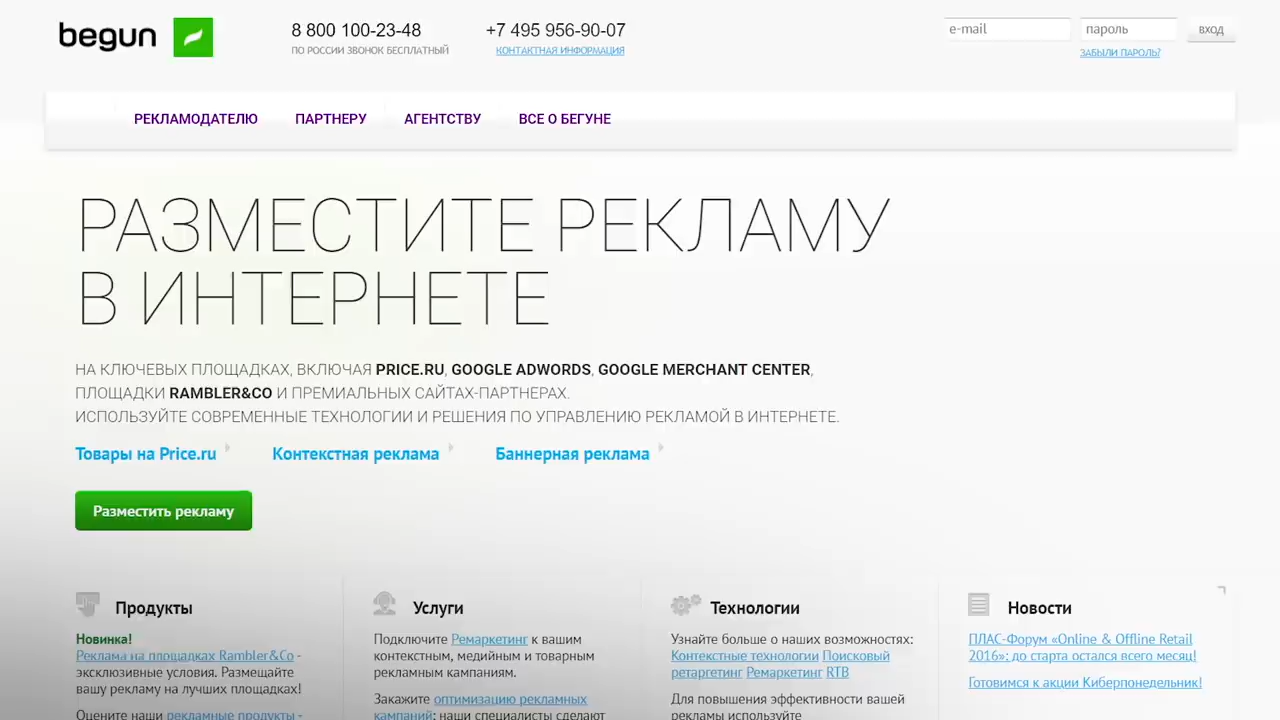 begun
8 800 100-23-48
ПО РОССИИ ЗВОНОК БЕСПЛАТНЫЙ
+7 495 956-90-07
КОНТАКТНАЯ ИНФОРМАЦИЯ
e-mail
пароль
ВХОД
ЗАБЫЛИ ПАРОЛЬ?
РЕКЛАМОДАТЕЛЮ
ПАРТНЕРУ
АГЕНТСТВУ
ВСЕ О БЕГУНЕ
РАЗМЕСТИТЕ РЕКЛАМУ
В ИНТЕРНЕТЕ
НА КЛЮЧЕВЫХ ПЛОЩАДКАХ, ВКЛЮЧАЯ PRICE.RU, GOOGLE ADWORDS, GOOGLE MERCHANT CENTER,
ПЛОЩАДКИ RAMBLER&CO И ПРЕМИАЛЬНЫХ САЙТАХ-ПАРТНЕРАХ.
ИСПОЛЬЗУЙТЕ СОВРЕМЕННЫЕ ТЕХНОЛОГИИ И РЕШЕНИЯ ПО УПРАВЛЕНИЮ РЕКЛАМОЙ В ИНТЕРНЕТЕ.
Товары на Price.ru
Контекстная реклама
Баннерная реклама
Разместить рекламу
Продукты
Новинка!
Реклама на площадках Rambler&Co -
эксклюзивные условия. Размещайте
вашу рекламу на лучших площадках!
Оцените наши рекламные продукты -
Услуги
Подключите Ремаркетинг к вашим
контекстным, медийным и товарным
рекламным кампаниям.
Закажите оптимизацию рекламных
кампаний: наши специалисты сделают
Технологии
Узнайте больше о наших возможностях:
Контекстные технологии Поисковый
ретаргетинг Ремаркетинг RTB
Для повышения эффективности вашей
рекламы используйте
Новости
ПЛАС-Форум «Online & Offline Retail
2016»: до старта остался всего месяц!
Готовимся к акции Киберпонедельник!